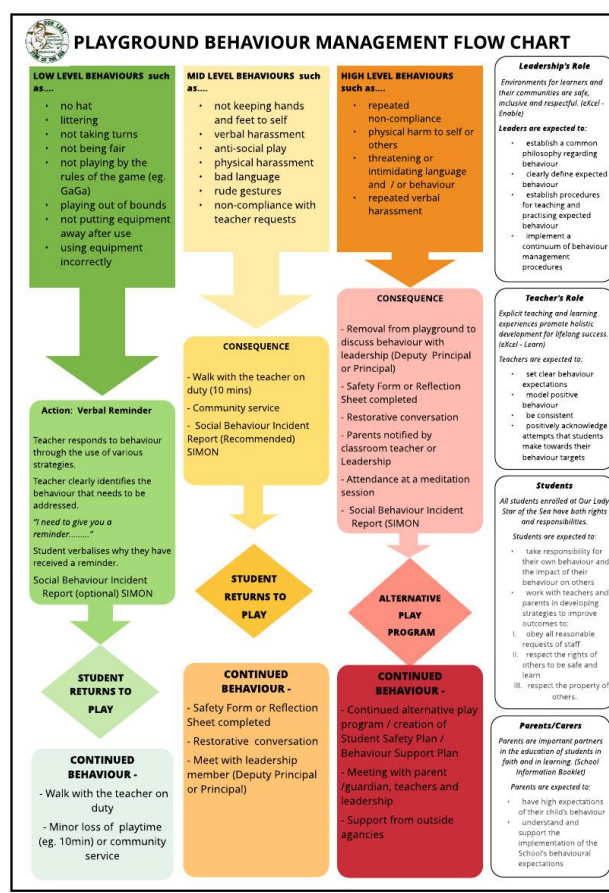 OUR LADY
STAR OF THE SEA
PLAYGROUND BEHAVIOUR MANAGEMENT FLOW CHART
LOW LEVEL BEHAVIOURS such
as....
• no hat
• littering
• not taking turns
• not being fair
• not playing by the
rules of the game (eg.
GaGa)
• playing out of bounds
• not putting equipment
away after use
• using equipment
incorrectly
Action: Verbal Reminder
Teacher responds to behaviour
through the use of various
strategies.
Teacher clearly identifies the
behaviour that needs to be
addressed.
"I need to give you a
reminder........."
Student verbalises why they have
received a reminder.
Social Behaviour Incident
Report (optional) SIMON
STUDENT
RETURNS TO
PLAY
CONTINUED
BEHAVIOUR -
- Walk with the teacher on
duty
- Minor loss of playtime
(eg. 10min) or community
service
MID LEVEL BEHAVIOURS such
as....
• not keeping hands
and feet to self
• verbal harassment
• anti-social play
• physical harassment
• bad language
• rude gestures
• non-compliance with
teacher requests
CONSEQUENCE
- Walk with the teacher on
duty (10 mins)
- Community service
- Social Behaviour Incident
Report (Recommended)
SIMON
STUDENT
RETURNS TO
PLAY
CONTINUED
BEHAVIOUR -
- Safety Form or Reflection
Sheet completed
- Restorative conversation
- Meet with leadership
member (Deputy Principal
or Principal)
HIGH LEVEL BEHAVIOURS
such as....
• repeated
non-compliance
• physical harm to self or
others
• threatening or
intimidating language
and / or behaviour
• repeated verbal
harassment
CONSEQUENCE
- Removal from playground to
discuss behaviour with
leadership (Deputy Principal
or Principal)
- Safety Form or Reflection
Sheet completed
- Restorative conversation
- Parents notified by
classroom teacher or
Leadership
- Attendance at a meditation
session
- Social Behaviour Incident
Report (SIMON
ALTERNATIVE
PLAY
PROGRAM
CONTINUED
BEHAVIOUR -
- Continued alternative play
program / creation of
Student Safety Plan /
Behaviour Support Plan
- Meeting with parent
/guardian, teachers and
leadership
- Support from outside
agencies
Leadership's Role
Environments for learners and
their communities are safe,
inclusive and respectful. (eXcel -
Enable)
Leaders are expected to:
• establish a common
philosophy regarding
behaviour
• clearly define expected
behaviour
• establish procedures
for teaching and
practising expected
behaviour
• implement a
continuum of behaviour
management
procedures
Teacher's Role
Explicit teaching and learning
experiences promote holistic
development for lifelong success.
(eXcel - Learn)
Teachers are expected to:
• set clear behaviour
expectations
• model positive
behaviour
• be consistent
• positively acknowledge
attempts that students
make towards their
behaviour targets
Students
All students enrolled at Our Lady
Star of the Sea have both rights
and responsibilities.
Students are expected to:
• take responsibility for
their own behaviour and
the impact of their
behaviour on others
• work with teachers and
parents in developing
strategies to improve
outcomes to:
I. obey all reasonable
requests of staff
II. respect the rights of
others to be safe and
learn
III. respect the property of
others.
Parents/Carers
Parents are important partners
in the education of students in
faith and in learning. (School
Information Booklet)
Parents are expected to:
• have high expectations
of their child's behaviour
• understand and
support the
implementation of the
School's behavioural
expectations